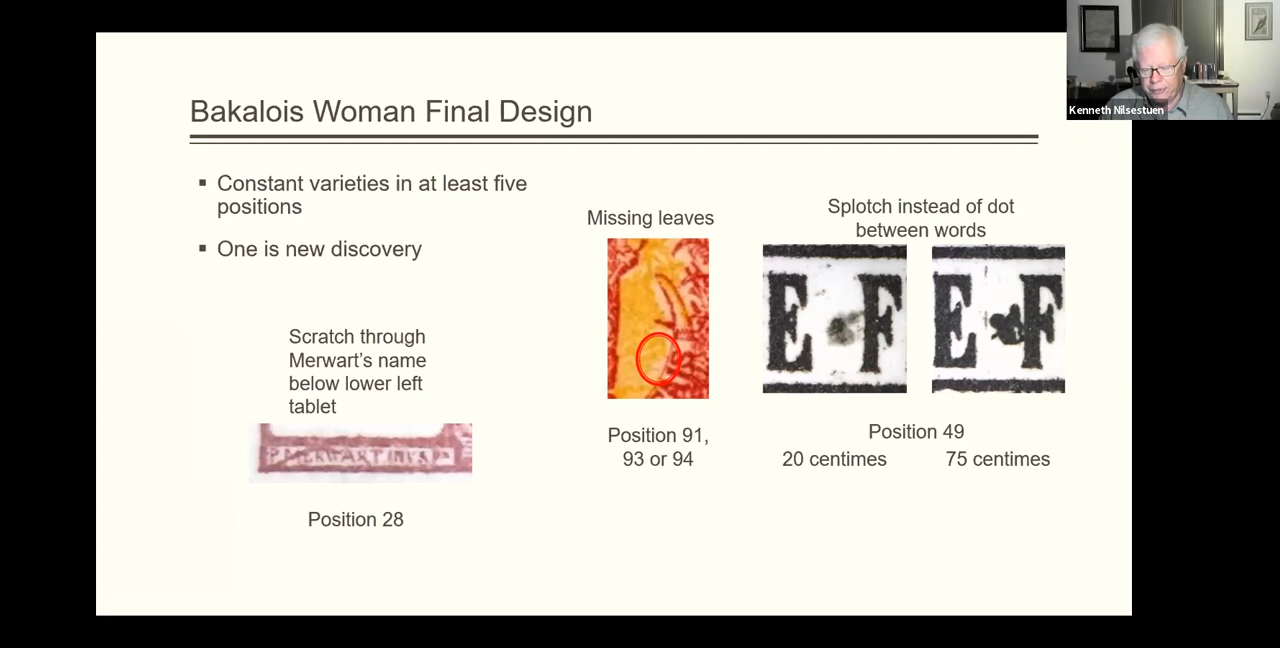 Kenneth Nilsestuen
Bakalois Woman Final Design
▪ Constant varieties in at least five
positions
▪ One is new discovery
Scratch through
Merwart’s name
below lower left
tablet
P. MERWART INV.
Position 28
Missing leaves
Position 91,
93 or 94
Splotch instead of dot
between words
E F
E F
Position 49
20 centimes
75 centimes